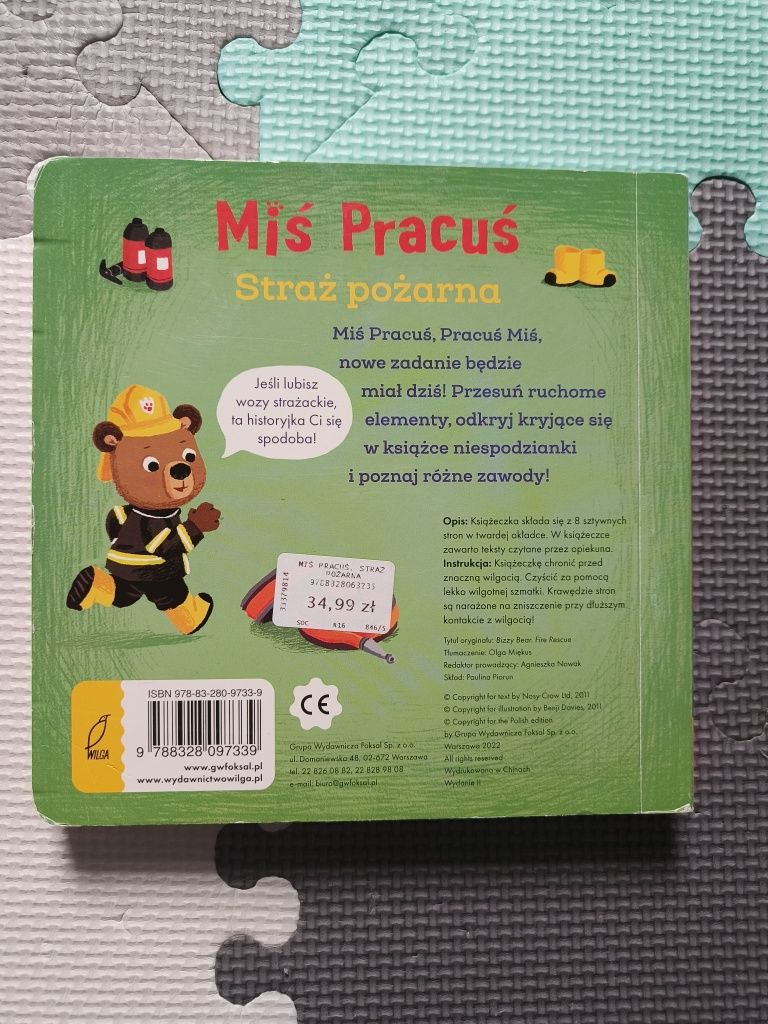 Miś Pracuś
Straż pożarna
Miś Pracuś, Pracuś Miś,
nowe zadanie będzie
miał dziś! Przesuń ruchome
elementy, odkryj kryjące się
w książce niespodzianki
i poznaj różne zawody!
Jeśli lubisz
wozy strażackie,
ta historyjka Ci się
spodoba!
Opis: Książeczka składa się z 8 sztywnych
stron w twardej okładce. W książeczce
zawarto teksty czytane przez opiekuna.
Instrukcja: Książeczkę chronić przed
znaczną wilgocią. Czyścić za pomocą
lekko wilgotnej szmatki. Krawędzie stron
są narażone na zniszczenie przy dłuższym
kontakcie z wilgocią!
MIŚ PRACUŚ. STRAŻ
POŻARNA
9788328063235
33379814
34,99 zł
SOC R16 846/5
Tytuł oryginału: Bizzy Bear. Fire Rescue
Tłumaczenie: Olga Miękus
Redaktor prowadzący: Agnieszka Nowak
Skład: Paulina Piorun
© Copyright for text by Nosy Crow Ltd, 2011
© Copyright for illustration by Benji Davies, 2011
© Copyright for the Polish edition
by Grupa Wydawnicza Foksal Sp. z o.o.
Warszawa 2022
All rights reserved
Wydrukowano w Chinach
Wydanie II
WILGA
ISBN 978-83-280-9733-9
9 788328 097339
www.gwfoksal.pl
www.wydawnictwowilga.pl
CE
Grupa Wydawnicza Foksal Sp. z o.o.
ul. Domaniewska 48, 02-672 Warszawa
tel. 22 826 08 82, 22 828 98 08
e-mail: biuro@gwfoksal.pl